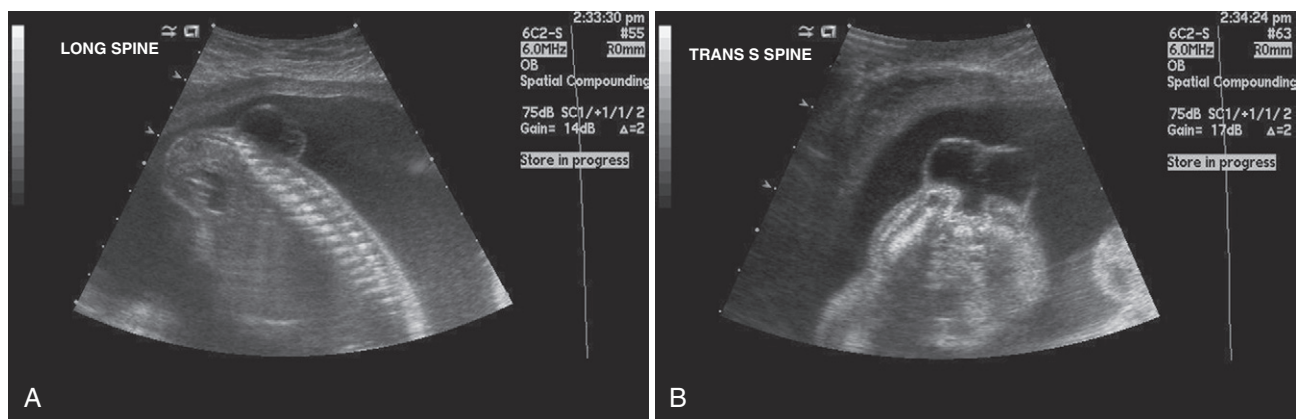 LONG SPINE
2:33:30 pm
6C2-S #55
6.0MHz R0mm
OB
Spatial Compounding
75dB SC1/+1/1/2
Gain= 14dB Δ=2
Store in progress
A
TRANS S SPINE
2:34:24 pm
6C2-S #63
6.0MHz R0mm
OB
Spatial Compounding
75dB SC1/+1/1/2
Gain= 17dB Δ=2
Store in progress
B